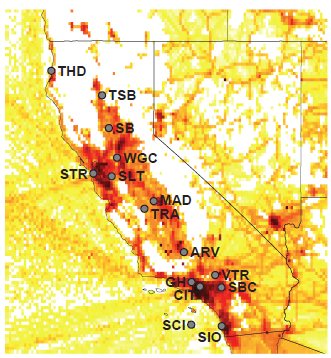 THD
TSB
SB
WGC
STR
SLT
MAD
TRA
ARV
VTR
GH
SBC
CIT
SCI
SIO